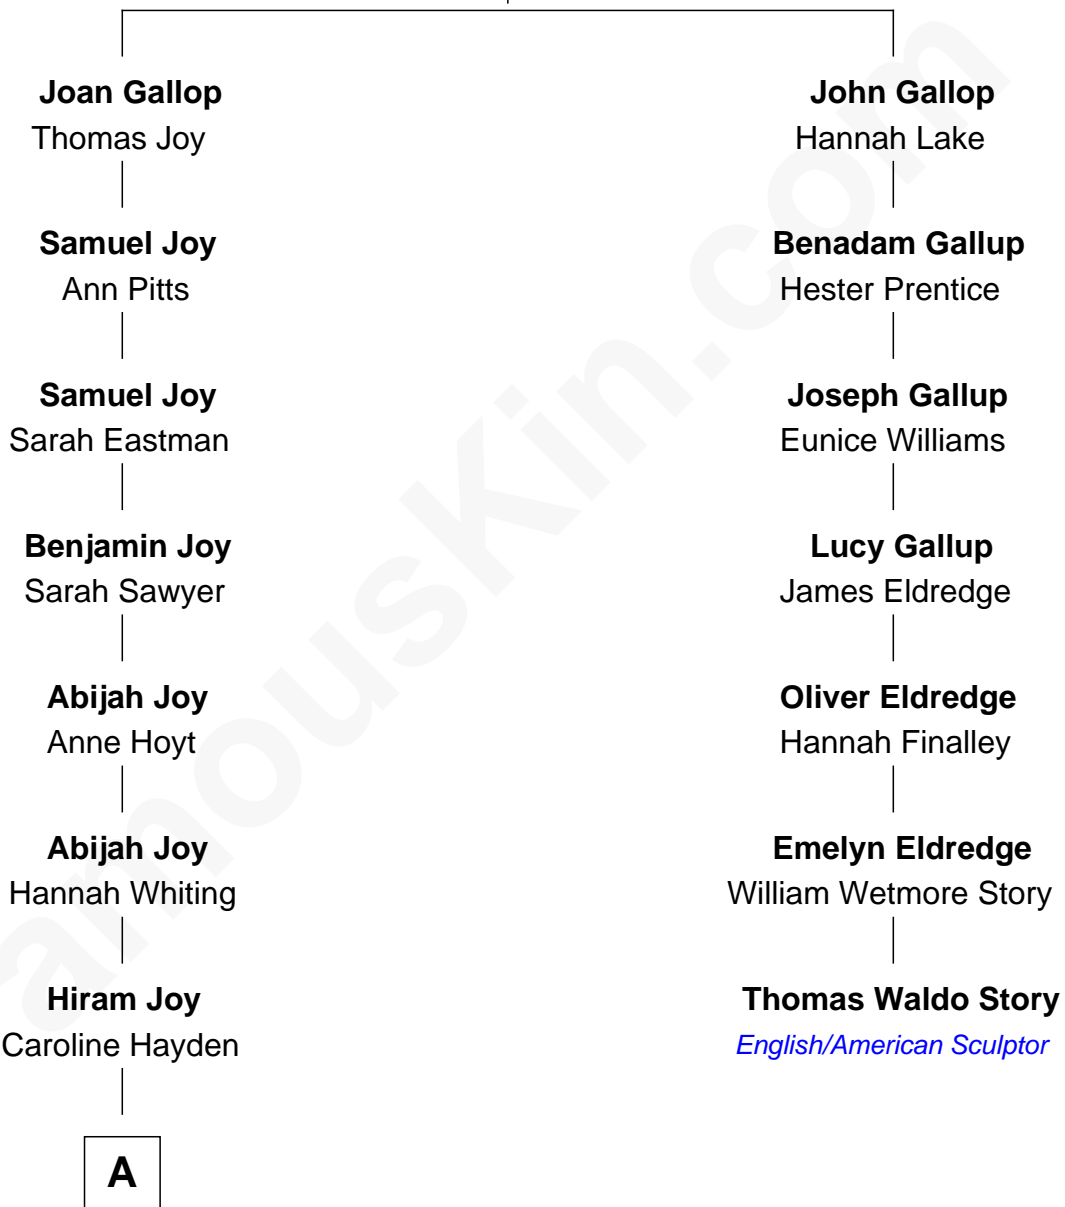 Joan Gallop
Thomas Joy
Samuel Joy
Ann Pitts
Samuel Joy
Sarah Eastman
Benjamin Joy
Sarah Sawyer
Abijah Joy
Anne Hoyt
Abijah Joy
Hannah Whiting
Hiram Joy
Caroline Hayden
A
John Gallop
Hannah Lake
Benadam Gallup
Hester Prentice
Joseph Gallup
Eunice Williams
Lucy Gallup
James Eldredge
Oliver Eldredge
Hannah Finalley
Emelyn Eldredge
William Wetmore Story
Thomas Waldo Story
English/American Sculptor
amousKin.com